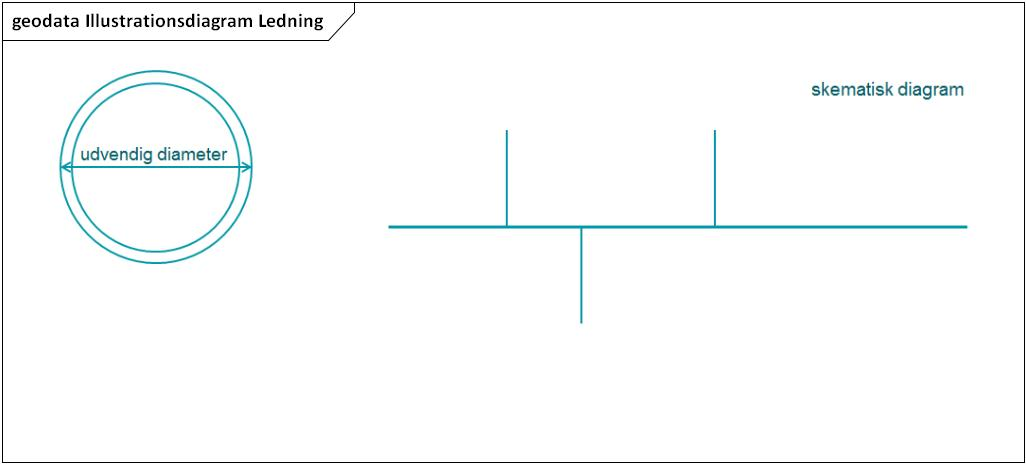 geodata Illustrationsdiagram Ledning
skematisk diagram
udvendig diameter